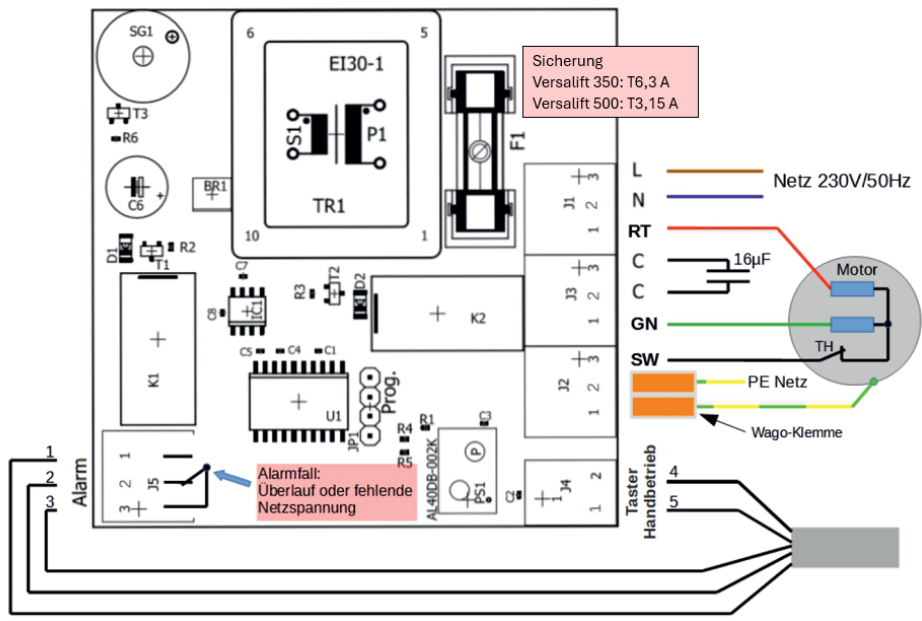 SG1
T3
R6
C6
+
BR1
D1
R2
T1
6
5
EI30-1
S1
P1
TR1
10
1
F1
Sicherung
Versalift 350: T6,3 A
Versalift 500: T3,15 A
J1
3
2
1
L
N
Netz 230V/50Hz
RT
C
C
16µF
Motor
GN
TH
SW
PE Netz
Wago-Klemme
J3
3
2
1
J2
3
2
1
C7
C8
IC1
R3
T2
D2
K2
K1
C5
C4
C1
U1
Prog.
JP1
R4
R1
R5
C3
P
PS1
AL40DB-002K
C2
J4
2
1
Alarm
1
2
3
J5
1
2
3
Alarmfall:
Überlauf oder fehlende
Netzspannung
Taster
Handbetrieb
4
5